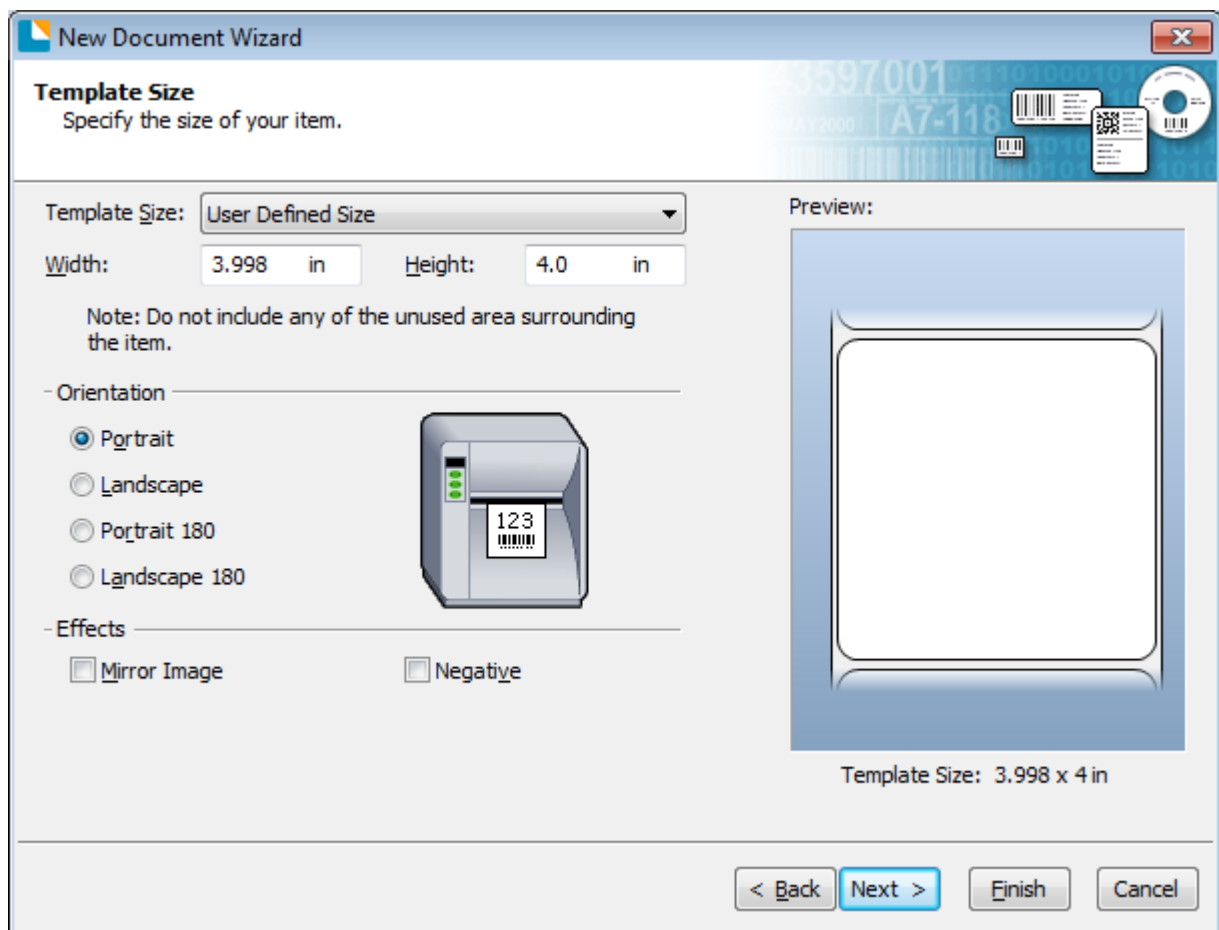 New Document Wizard
Template Size
Specify the size of your item.
43597001
A7-118
Template Size: User Defined Size
Preview:
Width: 3.998 in Height: 4.0 in
Note: Do not include any of the unused area surrounding
the item.
Orientation
Portrait
Landscape
Portrait 180
Landscape 180
123
Effects
Mirror Image Negative
Template Size: 3.998 x 4 in
< Back Next > Finish Cancel